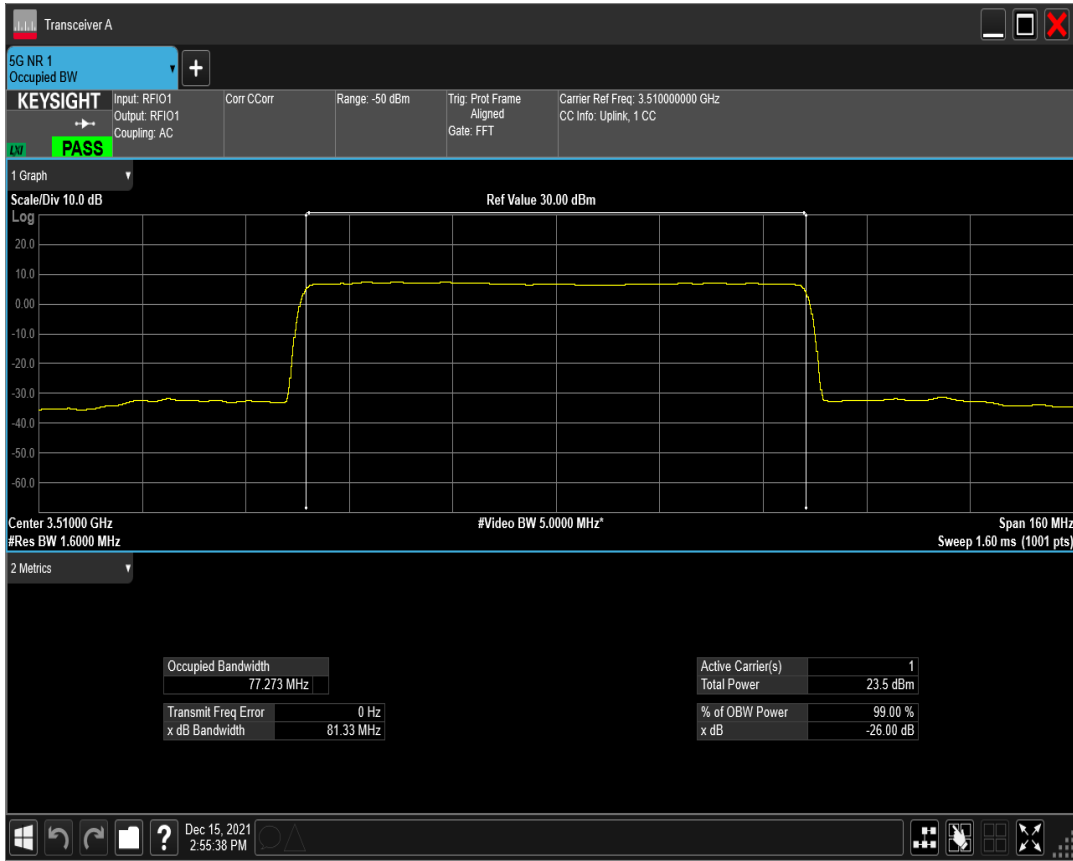 Transceiver A
5G NR 1
Occupied BW
KEYSIGHT
LXI
PASS
Input: RFIO1
Output: RFIO1
Coupling: AC
Corr CCorr
Range: -50 dBm
Trig: Prot Frame
Aligned
Gate: FFT
Carrier Ref Freq: 3.510000000 GHz
CC Info: Uplink, 1 CC
1 Graph
Scale/Div 10.0 dB
Ref Value 30.00 dBm
Log
20.0
10.0
0.00
-10.0
-20.0
-30.0
-40.0
-50.0
-60.0
Center 3.51000 GHz
#Video BW 5.0000 MHz*
Span 160 MHz
#Res BW 1.6000 MHz
Sweep 1.60 ms (1001 pts)
2 Metrics
Occupied Bandwidth
77.273 MHz
Transmit Freq Error 0 Hz
x dB Bandwidth 81.33 MHz
Active Carrier(s) 1
Total Power 23.5 dBm
% of OBW Power 99.00 %
x dB -26.00 dB
?
Dec 15, 2021
2:55:38 PM